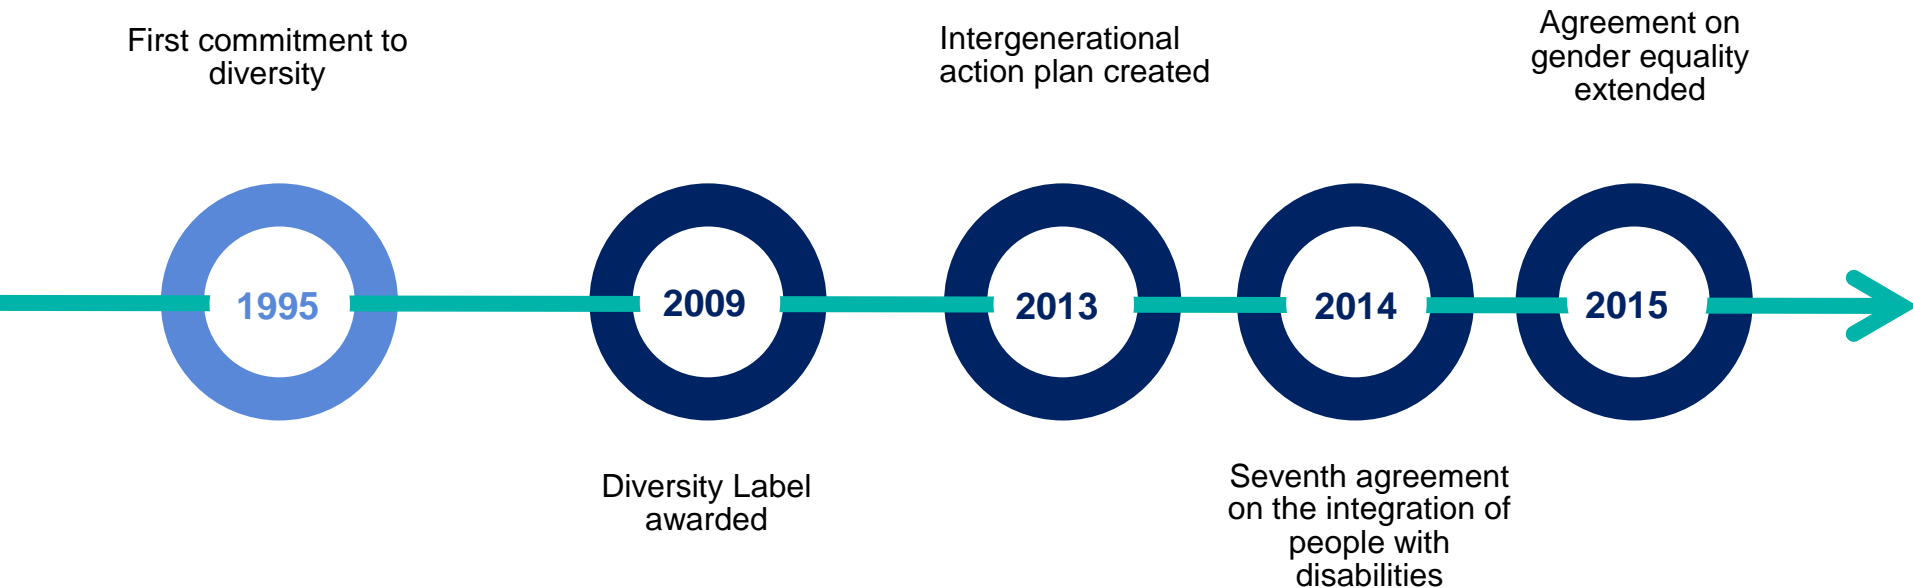 First commitment to
diversity
Intergenerational
action plan created
Agreement on
gender equality
extended
1995
2009
2013
2014
2015
Diversity Label
awarded
Seventh agreement
on the integration of
people with
disabilities